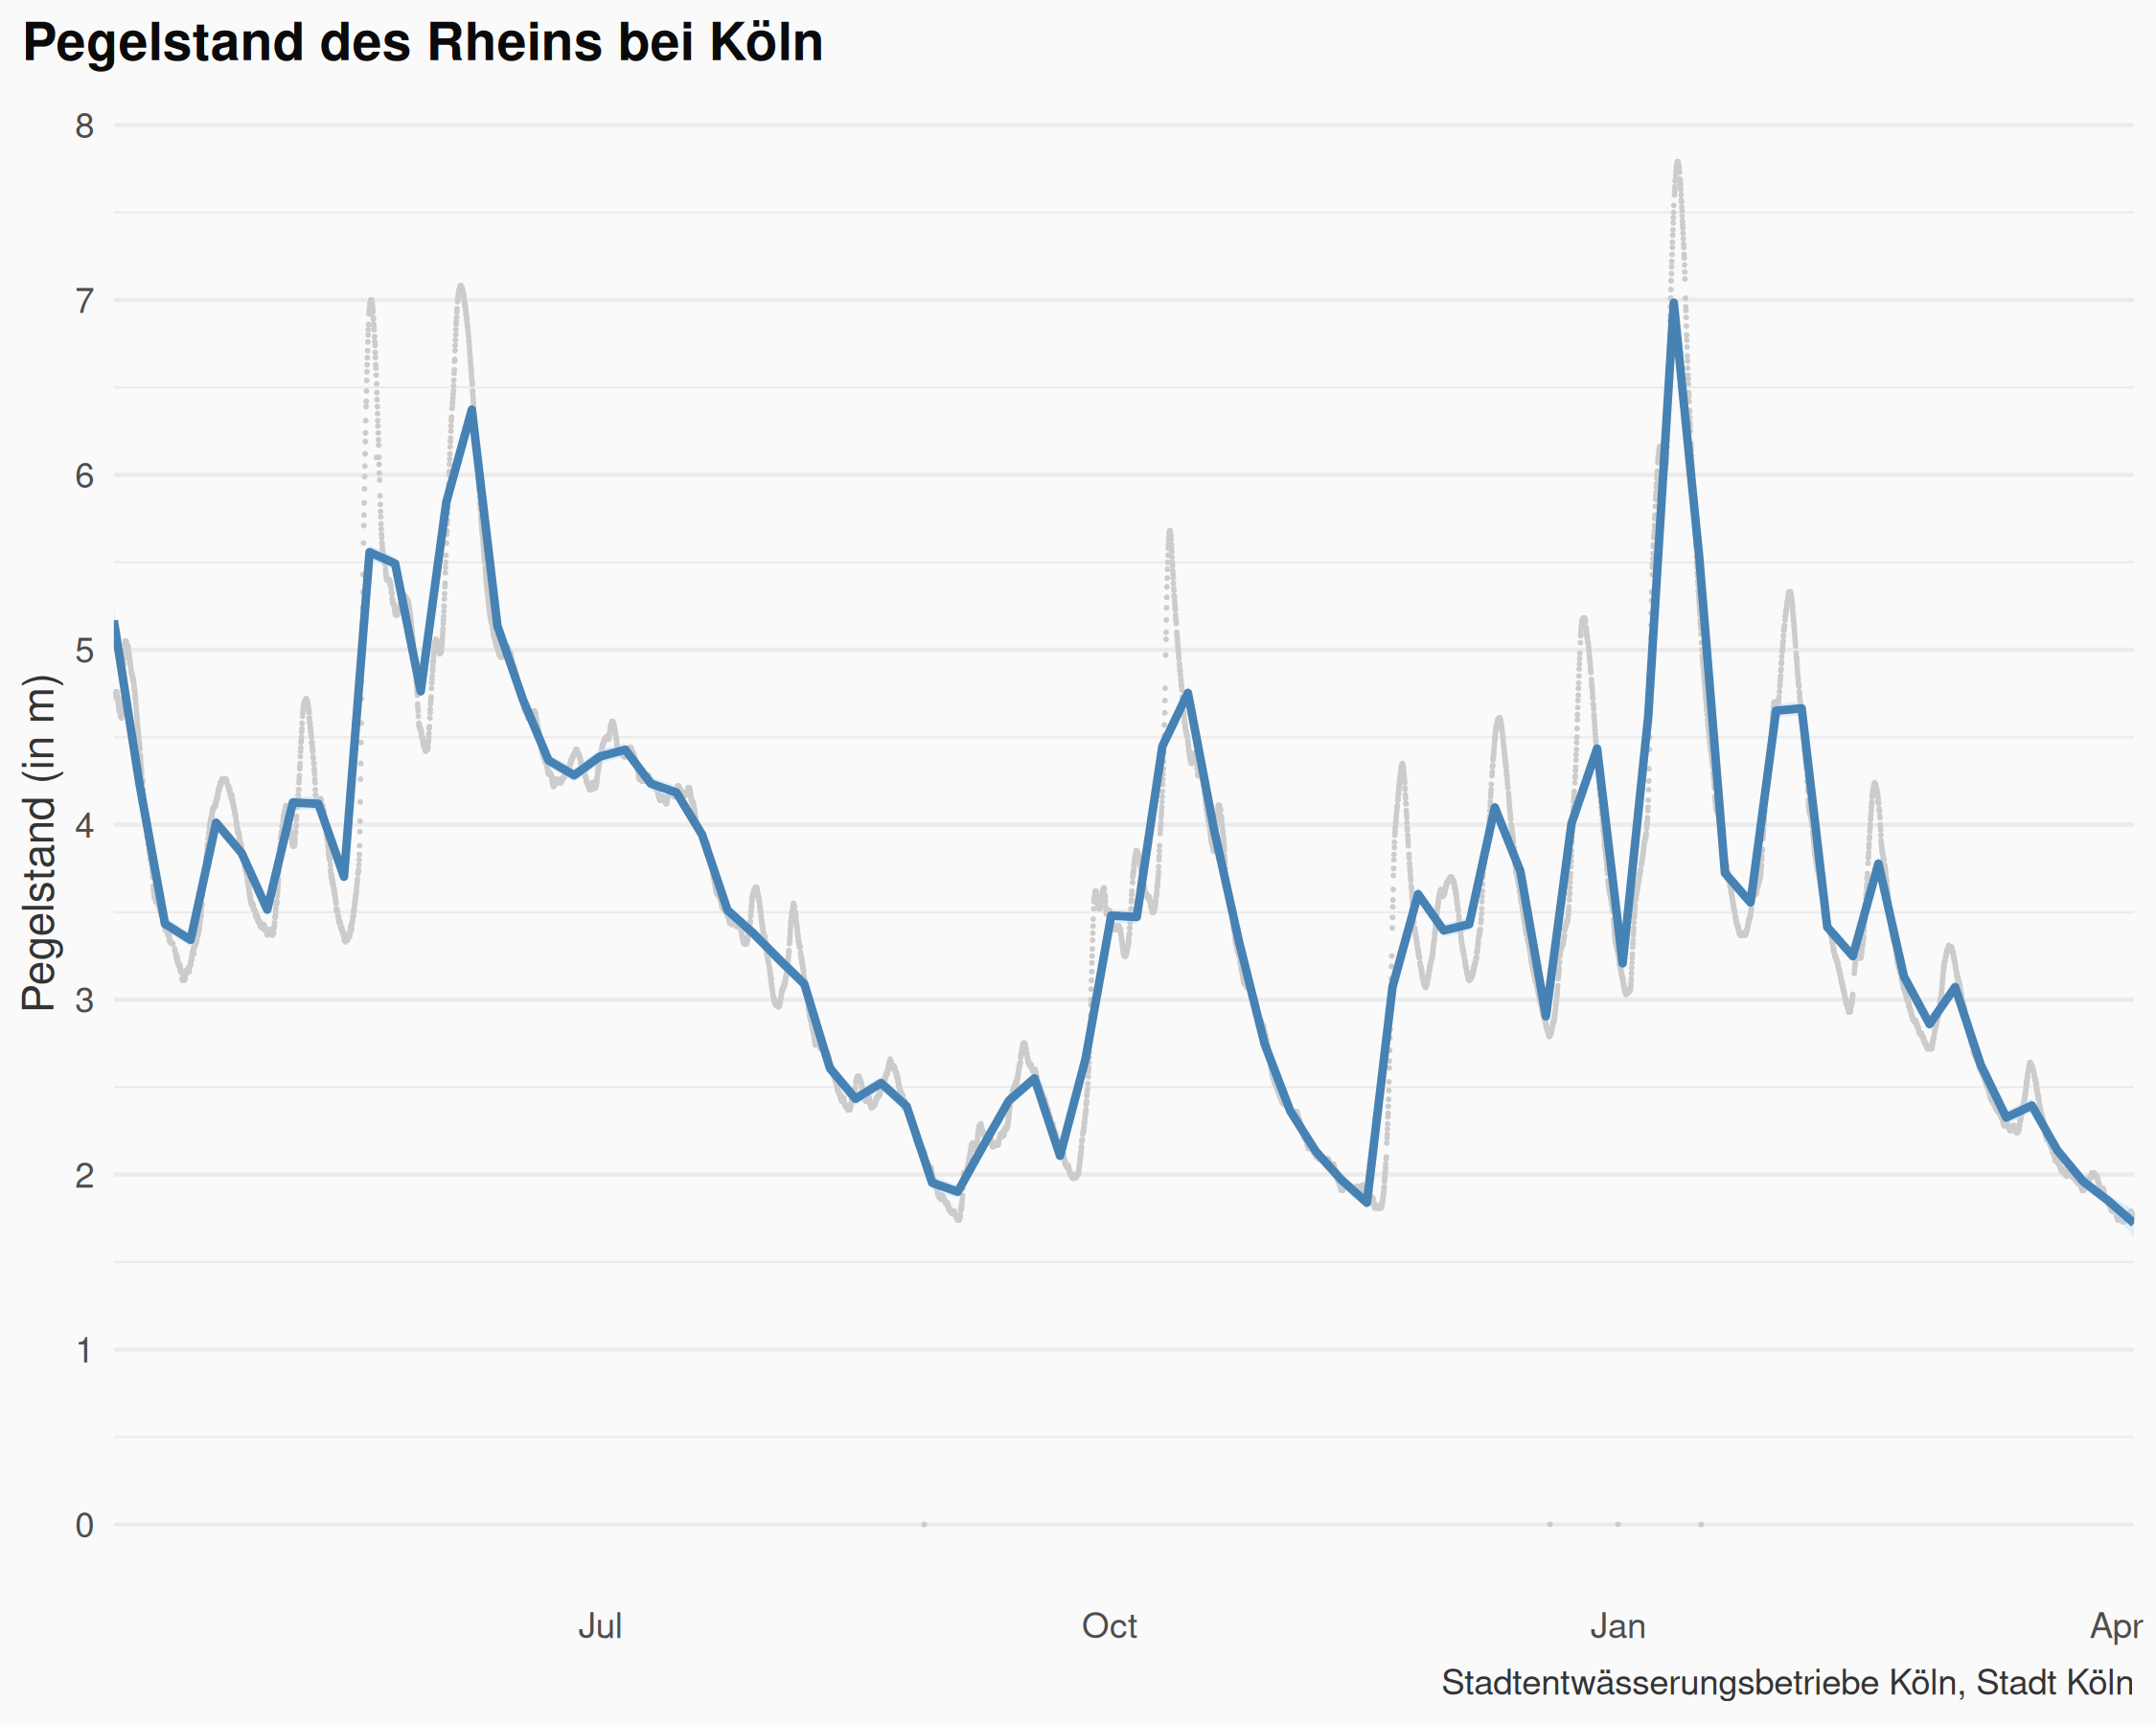 Pegelstand des Rheins bei Köln
8
7
6
5
4
3
2
1
0
Pegelstand (in m)
Jul Oct Jan Apr
Stadtentwässerungsbetriebe Köln, Stadt Köln